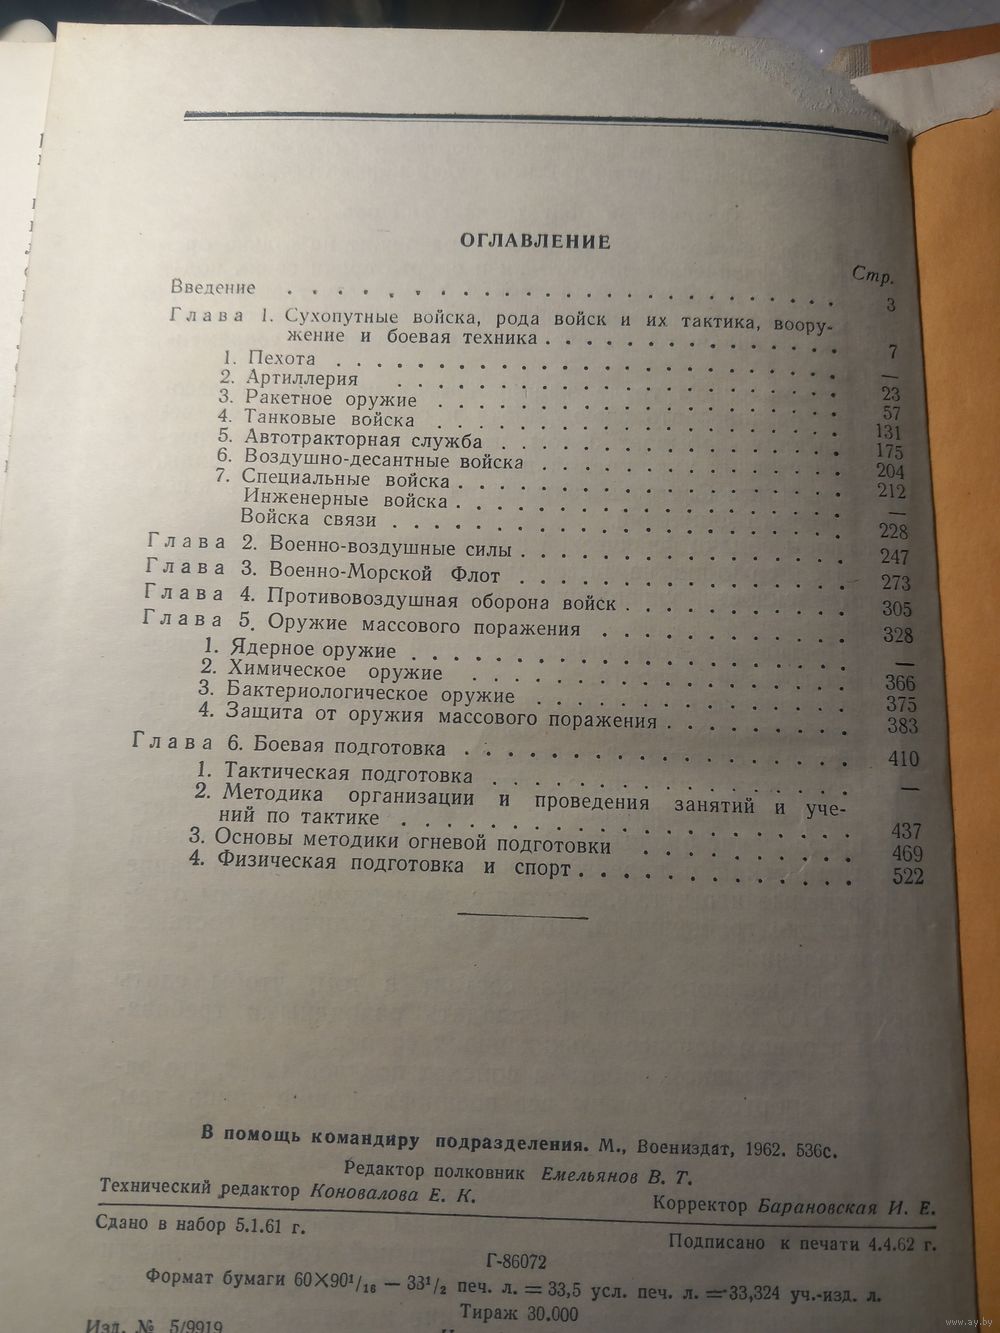 ОГЛАВЛЕНИЕ
Стр.
Введение . . . . . . . . . . . . . . . . . . . . . . . . . . 3
Глава 1. Сухопутные войска, рода войск и их тактика, воору-
жение и боевая техника . . . . . . . . . . . . . . 7
1. Пехота . . . . . . . . . . . . . . . . . . . . . . . —
2. Артиллерия . . . . . . . . . . . . . . . . . . . . 23
3. Ракетное оружие . . . . . . . . . . . . . . . . . . 57
4. Танковые войска . . . . . . . . . . . . . . . . . . 131
5. Автотракторная служба . . . . . . . . . . . . . . . 175
6. Воздушно-десантные войска . . . . . . . . . . . . . 204
7. Специальные войска . . . . . . . . . . . . . . . . . 212
Инженерные войска . . . . . . . . . . . . . . . . . —
Войска связи . . . . . . . . . . . . . . . . . . . . 228
Глава 2. Военно-воздушные силы . . . . . . . . . . . . . . 247
Глава 3. Военно-Морской Флот . . . . . . . . . . . . . . . 273
Глава 4. Противовоздушная оборона войск . . . . . . . . . . 305
Глава 5. Оружие массового поражения . . . . . . . . . . . 328
1. Ядерное оружие . . . . . . . . . . . . . . . . . . . —
2. Химическое оружие . . . . . . . . . . . . . . . . . 366
3. Бактериологическое оружие . . . . . . . . . . . . . . 375
4. Защита от оружия массового поражения . . . . . . . . 383
Глава 6. Боевая подготовка . . . . . . . . . . . . . . . . 410
1. Тактическая подготовка . . . . . . . . . . . . . . . —
2. Методика организации и проведения занятий и уче-
ний по тактике . . . . . . . . . . . . . . . . . . . 437
3. Основы методики огневой подготовки . . . . . . . . . 469
4. Физическая подготовка и спорт . . . . . . . . . . . . 522
В помощь командиру подразделения. М., Воениздат, 1962. 536с.
Редактор полковник Емельянов В. Т.
Технический редактор Коновалова Е. К. Корректор Барановская И. Е.
Сдано в набор 5.1.61 г. Подписано к печати 4.4.62 г.
Г-86072
Формат бумаги 60×90¹/₁₆ — 33¹/₂ печ. л. = 33,5 усл. печ. л. = 33,324 уч.-изд. л.
Тираж 30.000
Изд. № 5/9919
www.ay.by